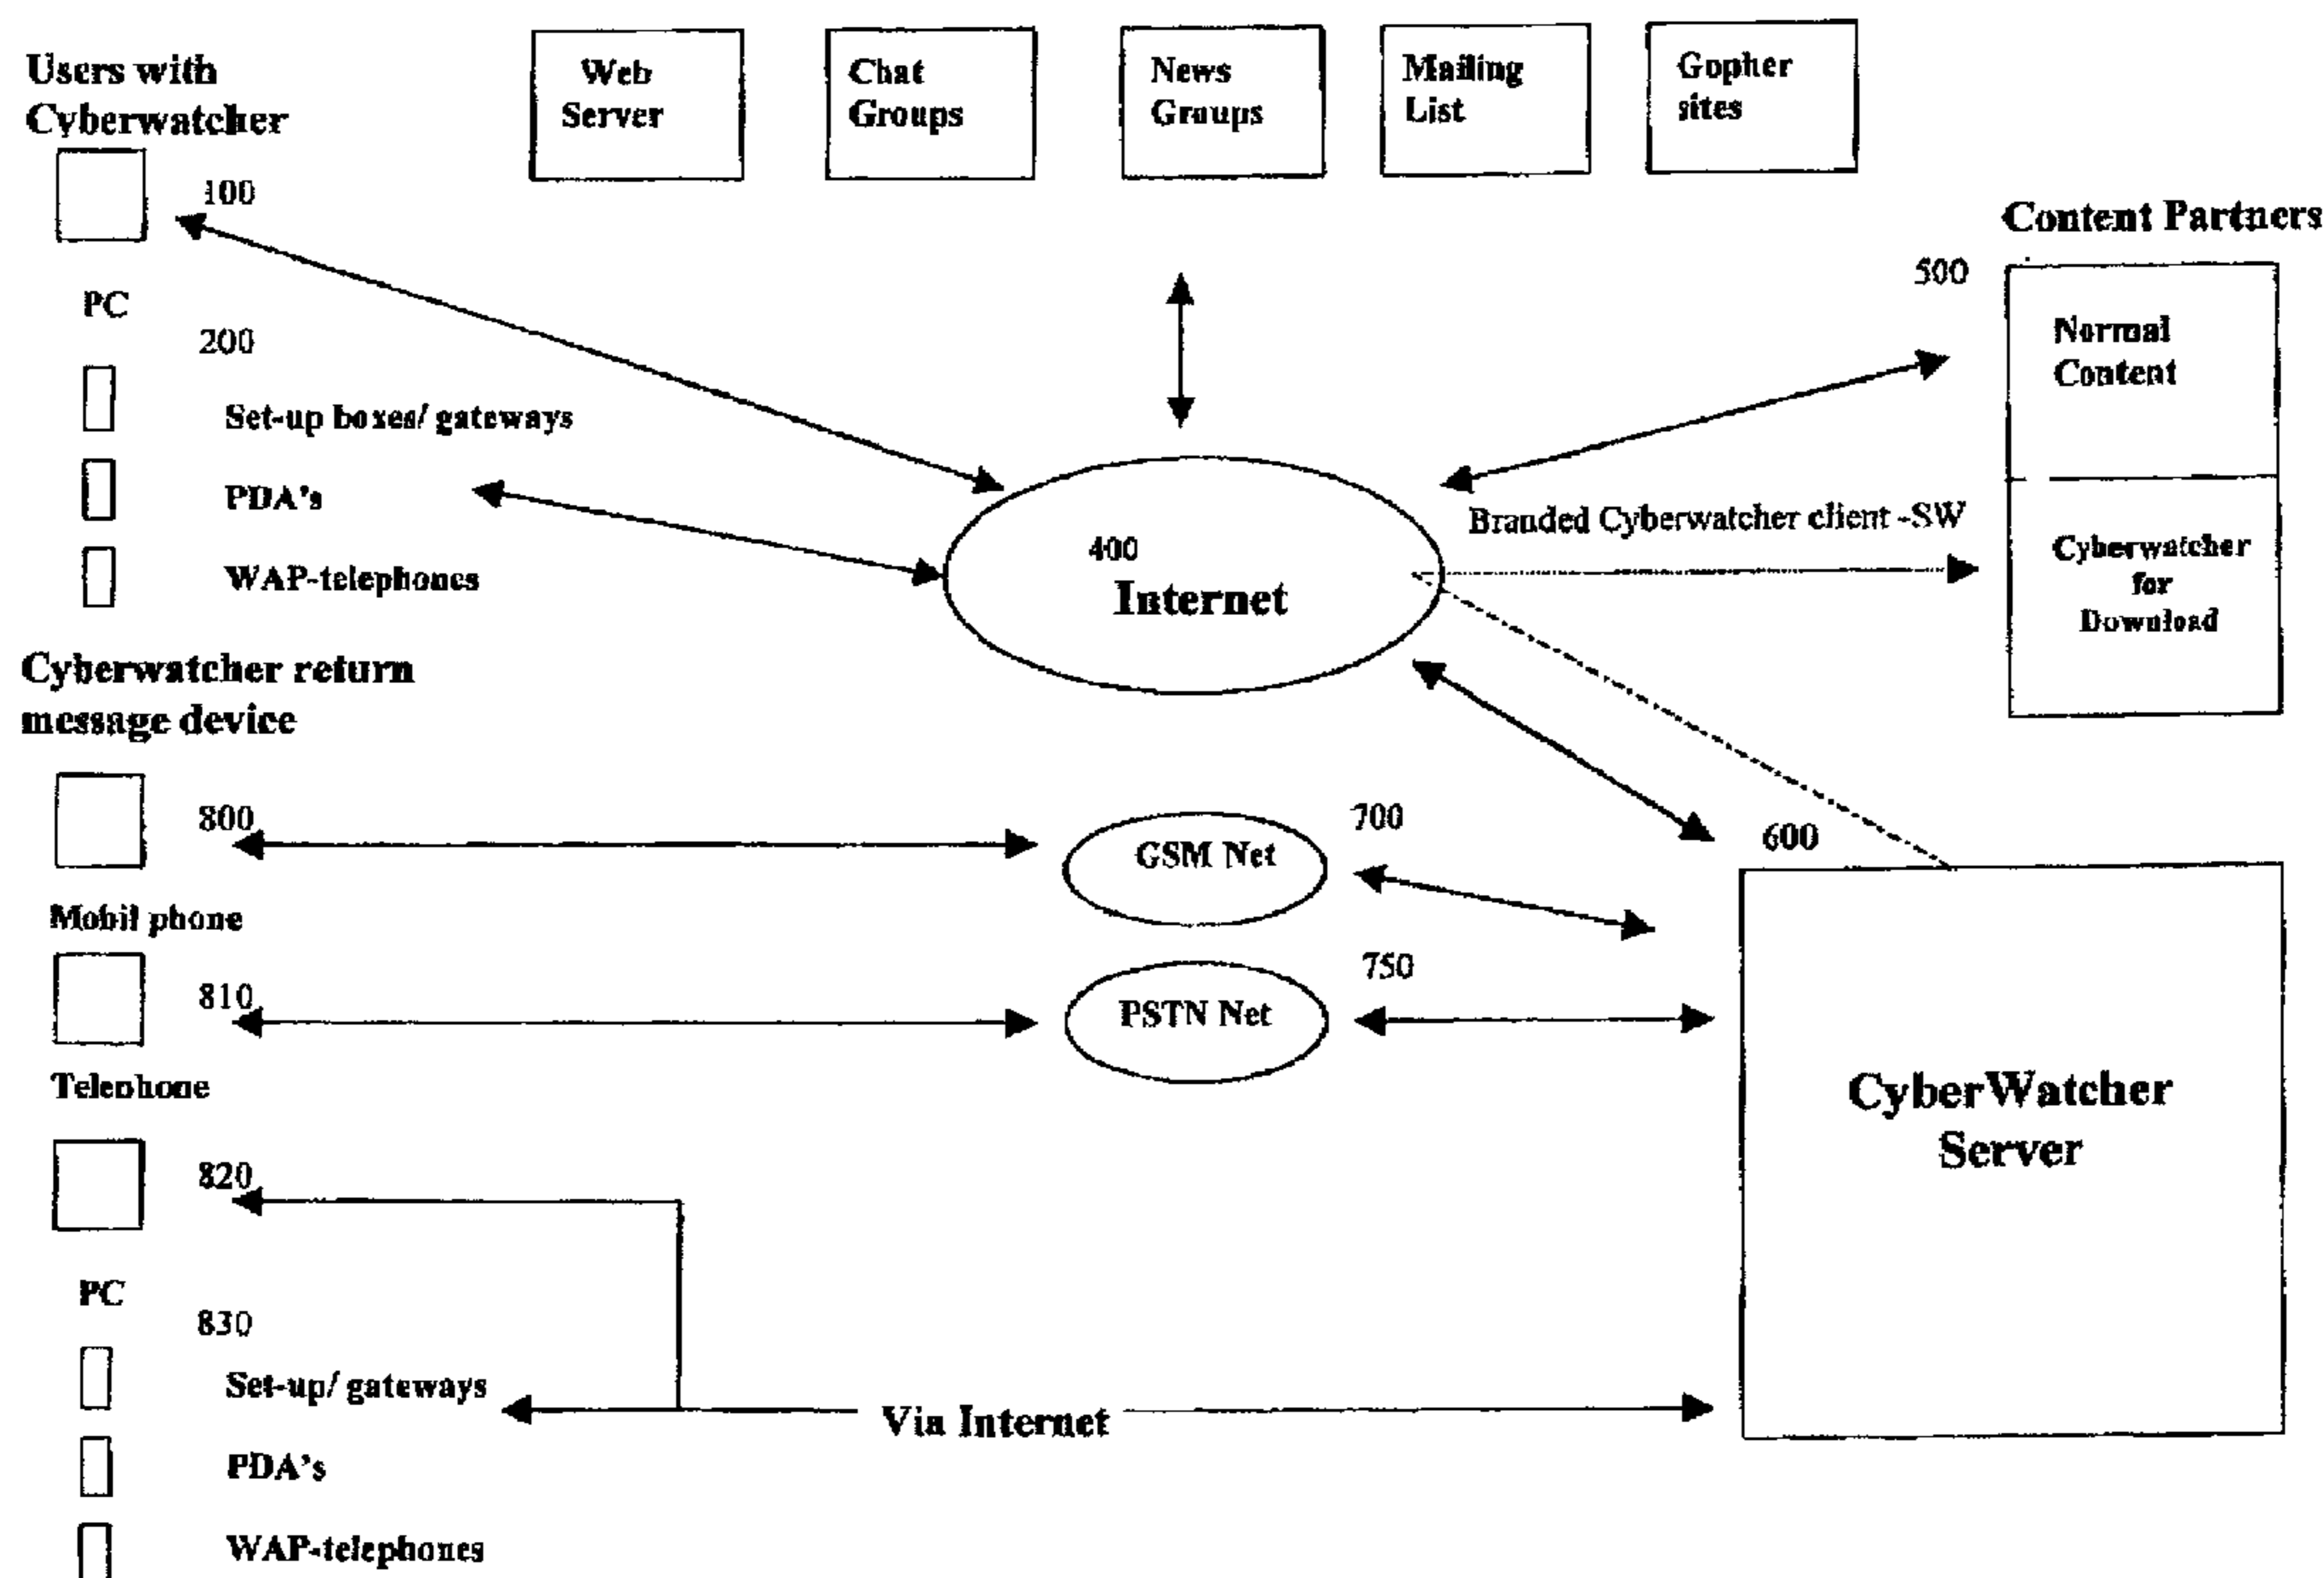 Users with
Cyberwatcher
Web
Server
Chat
Groups
News
Groups
Mailing
List
Gopher
sites
100
PC
200
Set-up boxes/ gateways
PDA's
WAP-telephones
Content Partners
500
Normal
Content
Branded Cyberwatcher client -SW
Cyberwatcher
for
Download
400
Internet
Cyberwatcher return
message device
800
Mobil phone
810
Telephone
820
PC
830
Set-up/ gateways
PDA's
WAP-telephones
GSM Net
700
PSTN Net
750
600
CyberWatcher
Server
Via Internet